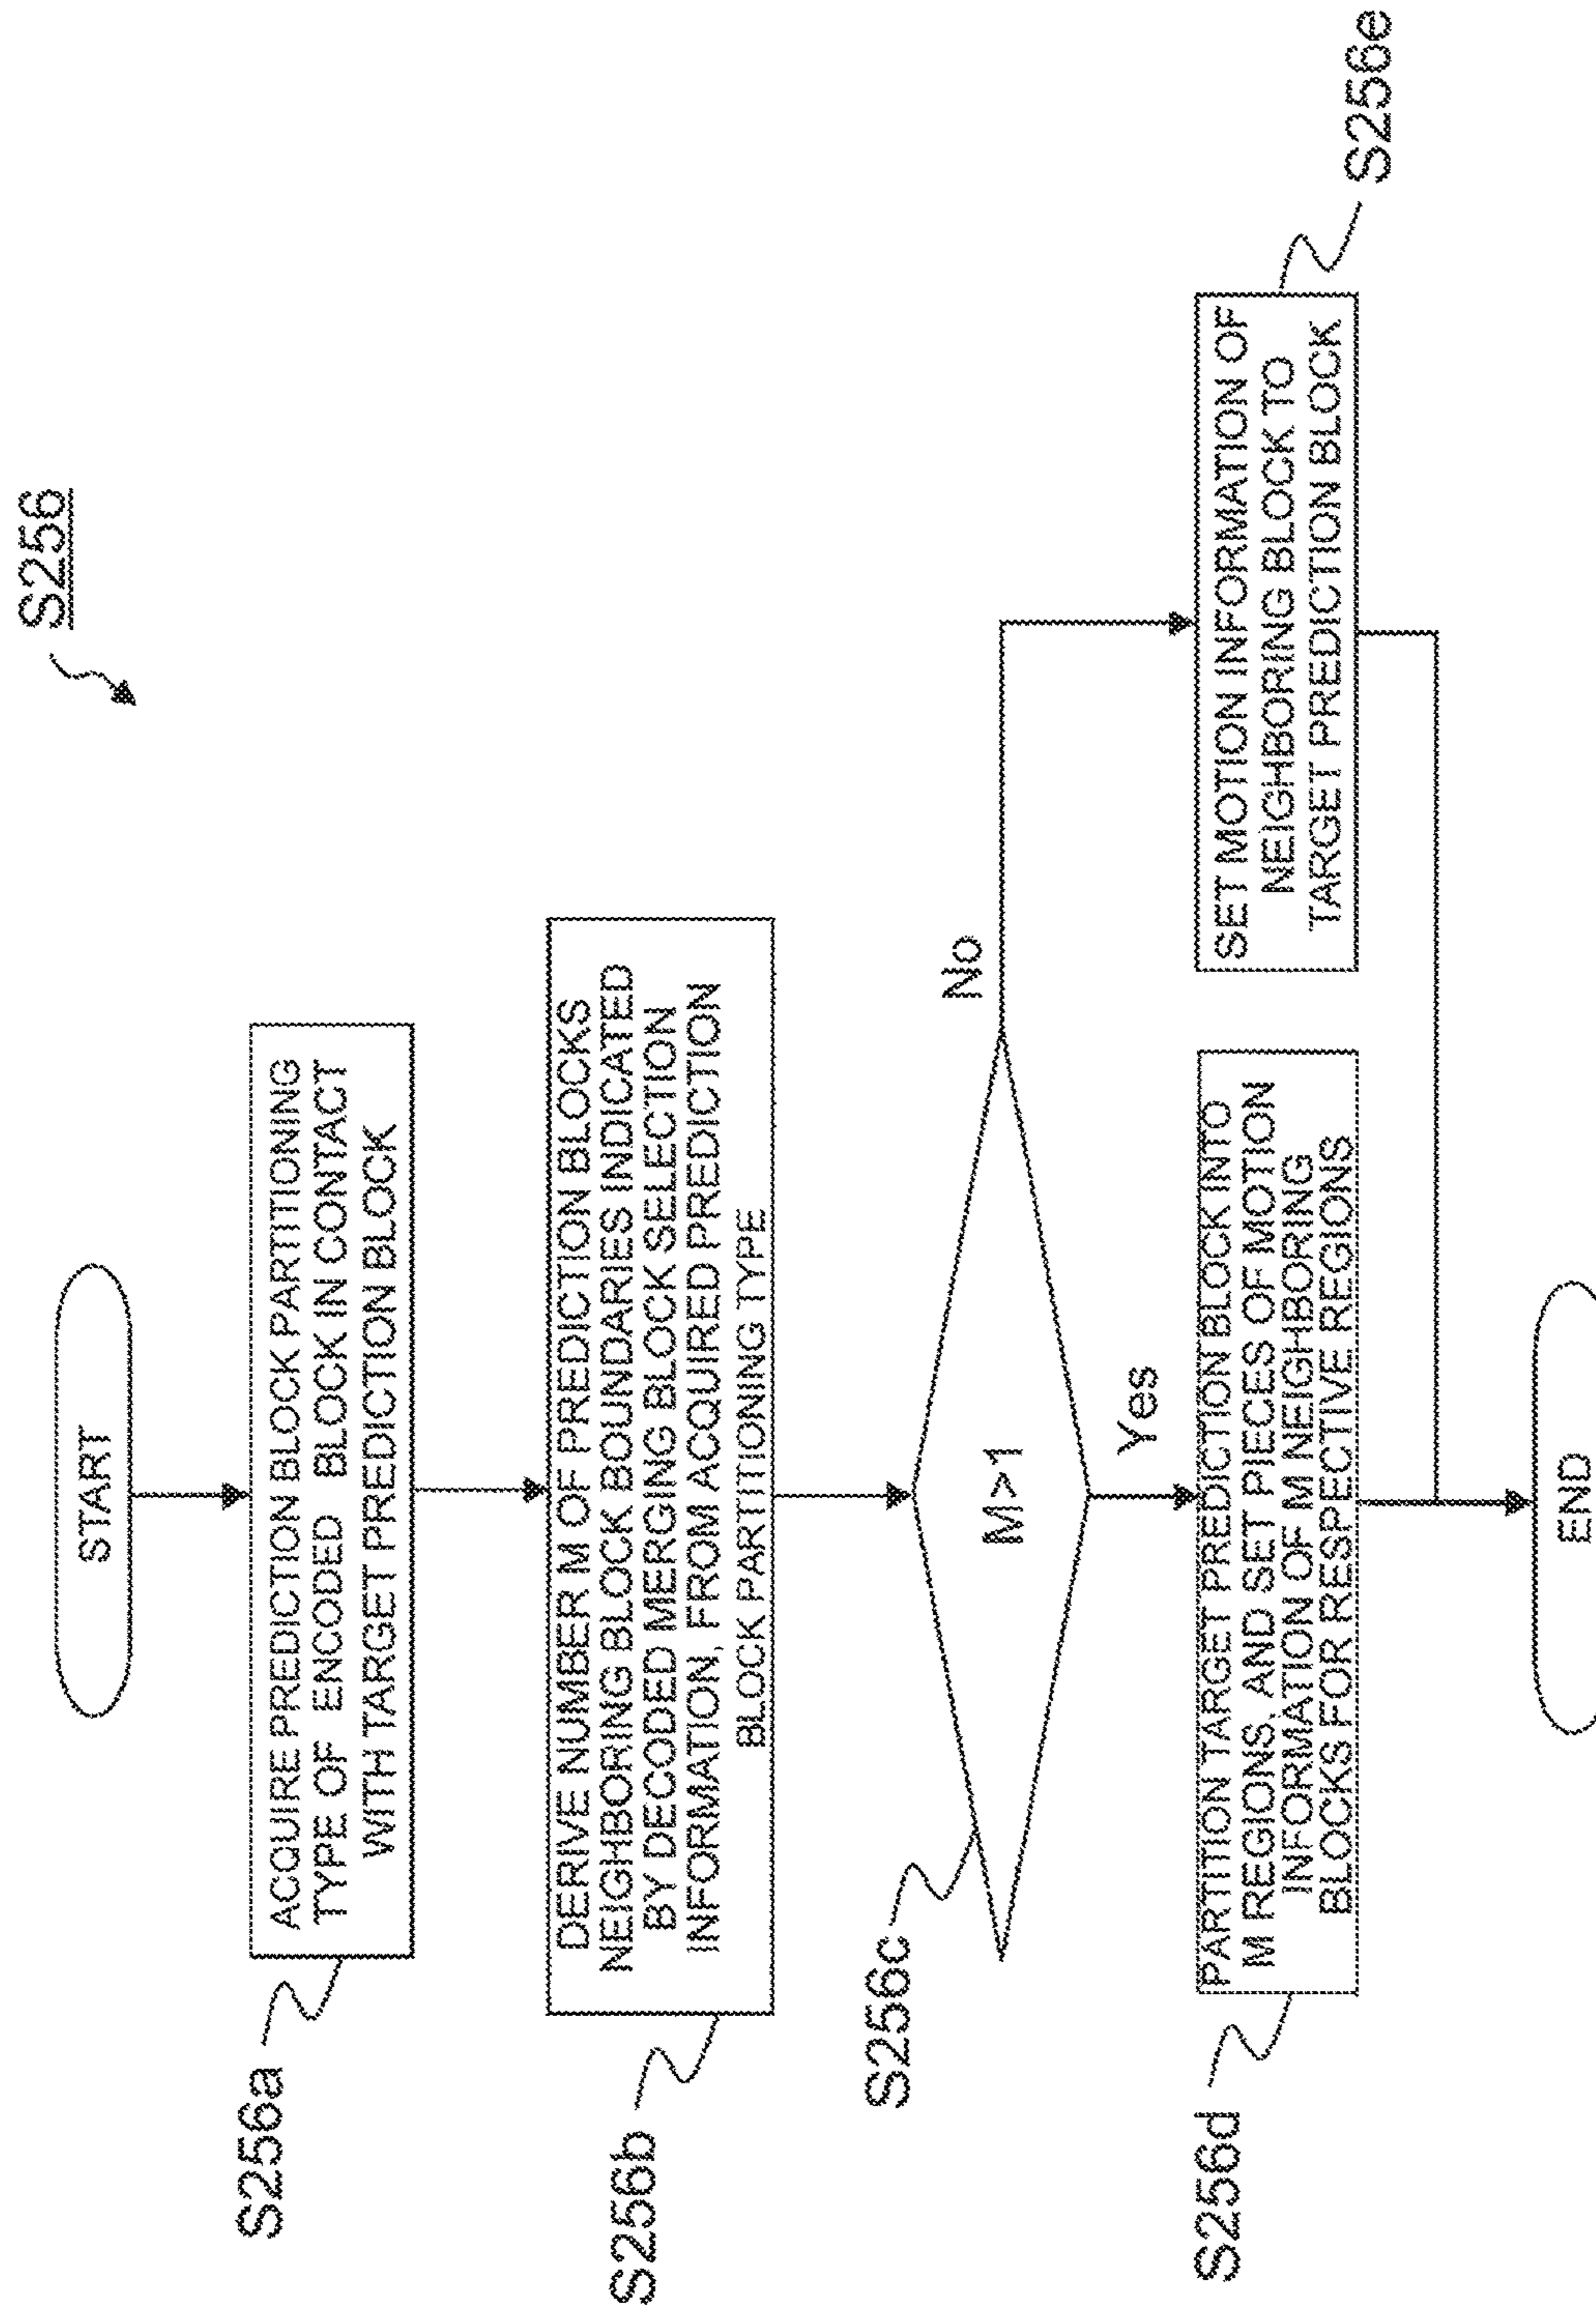 S256
START
S256a
ACQUIRE PREDICTION BLOCK PARTITIONING
TYPE OF ENCODED BLOCK IN CONTACT
WITH TARGET PREDICTION BLOCK
S256b
DERIVE NUMBER M OF PREDICTION BLOCKS
NEIGHBORING BLOCK BOUNDARIES INDICATED
BY DECODED MERGING BLOCK SELECTION
INFORMATION, FROM ACQUIRED PREDICTION
BLOCK PARTITIONING TYPE
S256c
M>1
No
Yes
S256d
PARTITION TARGET PREDICTION BLOCK INTO
M REGIONS, AND SET PIECES OF MOTION
INFORMATION OF M NEIGHBORING
BLOCKS FOR RESPECTIVE REGIONS
SET MOTION INFORMATION OF
NEIGHBORING BLOCK TO
TARGET PREDICTION BLOCK
S256e
END